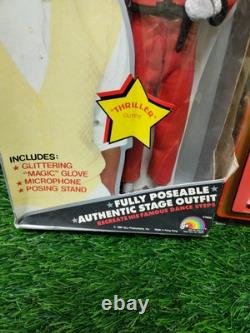 "THRILLER"
OUTFIT
INCLUDES:
• GLITTERING
"MAGIC" GLOVE
• MICROPHONE
• POSING STAND
FULLY POSEABLE
AUTHENTIC STAGE OUTFIT
RECREATE HIS FAMOUS DANCE STEPS